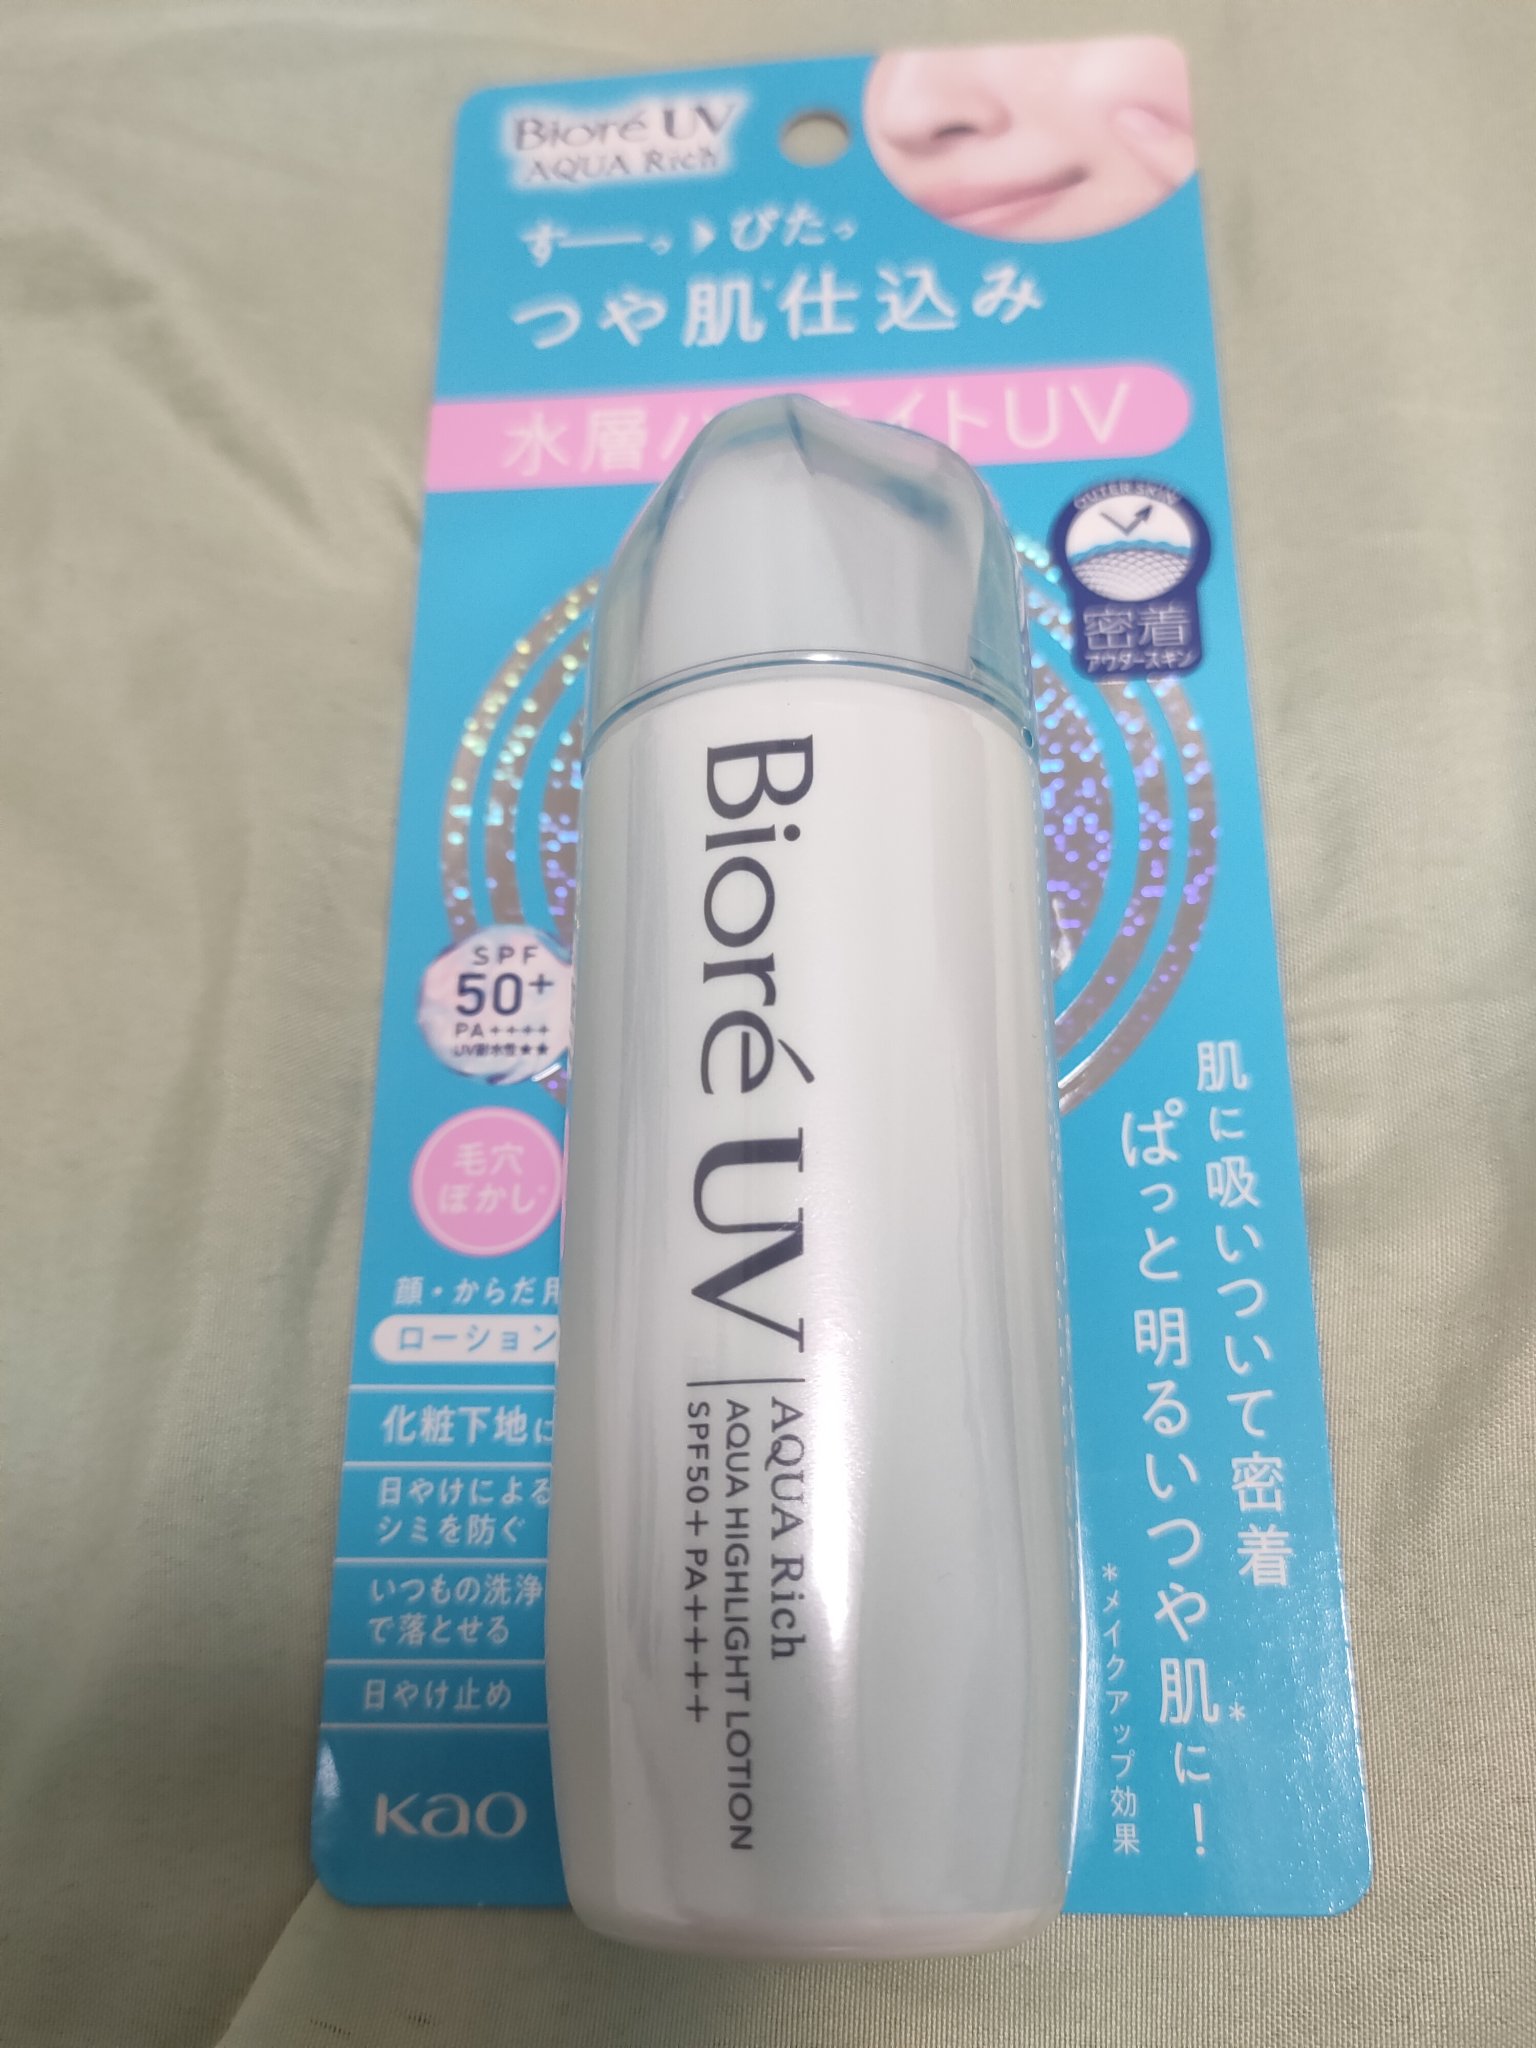 Bioré UV
AQUA Rich
すーっ
ぴたっ
つや肌*仕込み
水層ハイライトUV
OUTER SKIN
密着
アウタースキン
SPF
50+
PA++++
UV耐水性★★
毛穴
ぼかし*
顔・からだ用
ローション
化粧下地に
日やけによる
シミを防ぐ
いつもの洗浄
で落とせる
日やけ止め
Kao
Bioré UV
AQUA Rich
AQUA HIGHLIGHT LOTION
SPF50+ PA++++
肌に吸いついて密着
ぱっと明るいつや肌*に!
*メイクアップ効果